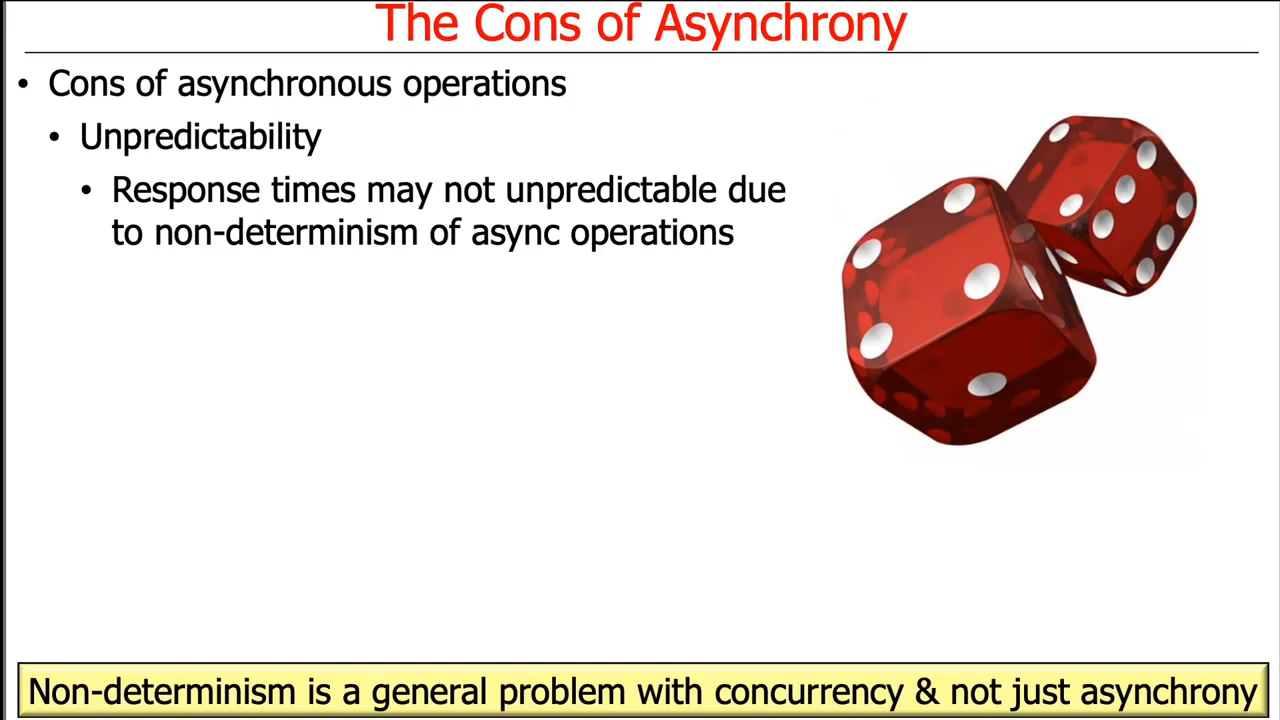 The Cons of Asynchrony
• Cons of asynchronous operations
• Unpredictability
• Response times may not unpredictable due
to non-determinism of async operations
Non-determinism is a general problem with concurrency & not just asynchrony